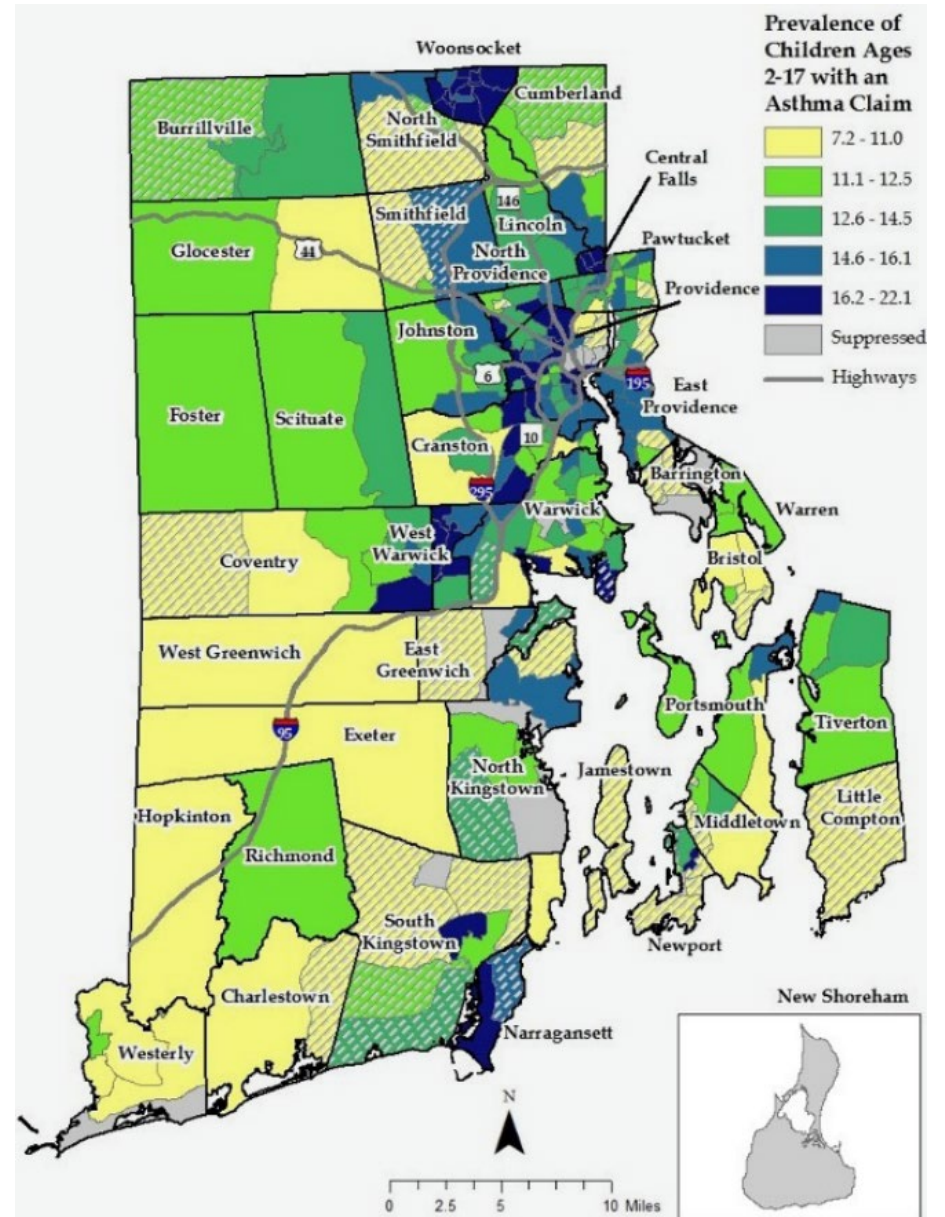 Prevalence of
Children Ages
2-17 with an
Asthma Claim
7.2 - 11.0
11.1 - 12.5
12.6 - 14.5
14.6 - 16.1
16.2 - 22.1
Suppressed
Highways
Woonsocket
Cumberland
Burrillville
North
Smithfield
Central
Falls
Smithfield
146
Lincoln
Pawtucket
Glocester
44
North
Providence
Providence
Johnston
6
195
East
Providence
Foster
Scituate
Cranston
10
Barrington
295
Warwick
Warren
West
Warwick
Coventry
Bristol
West Greenwich
East
Greenwich
Portsmouth
Tiverton
95
Exeter
North
Kingstown
Jamestown
Hopkinton
Middletown
Little
Compton
Richmond
South
Kingstown
Newport
Charlestown
New Shoreham
Narragansett
Westerly
N
0 2.5 5 10 Miles